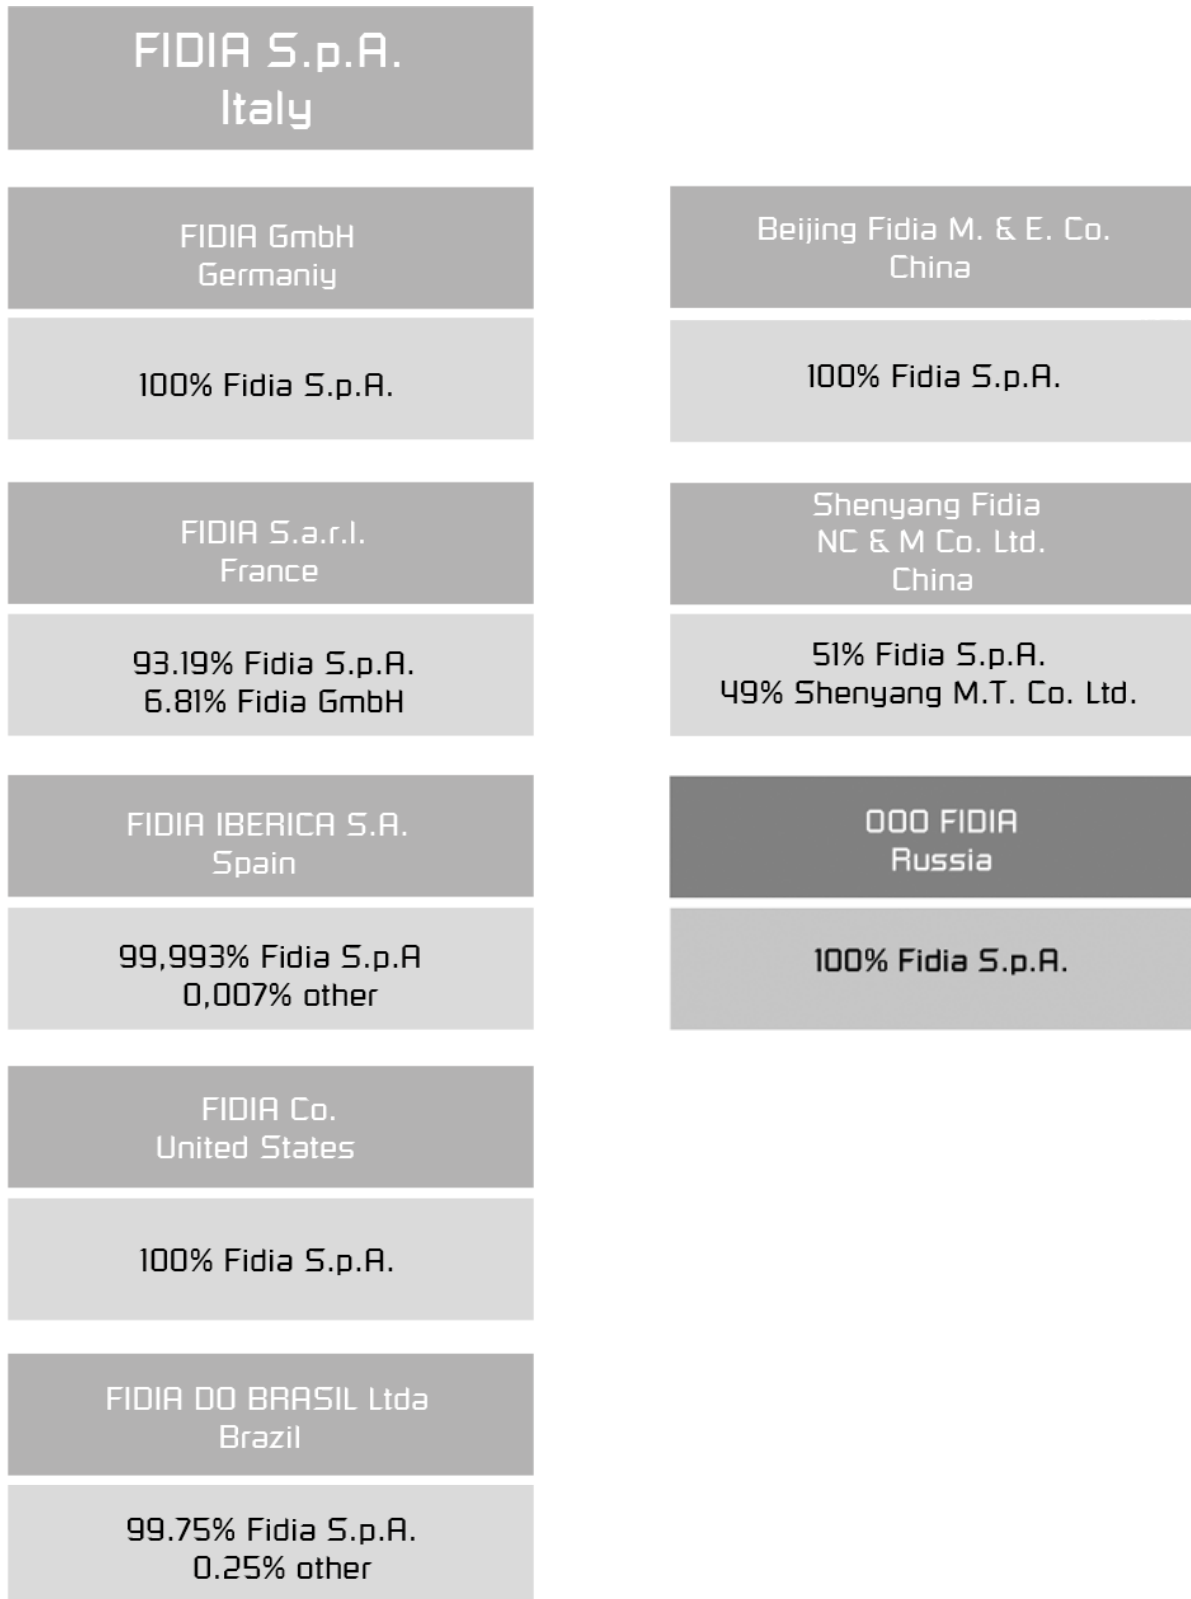 FIDIA S.p.A.
Italy
FIDIA GmbH
Germaniy
100% Fidia S.p.A.
FIDIA S.a.r.l.
France
93.19% Fidia S.p.A.
6.81% Fidia GmbH
FIDIA IBERICA S.A.
Spain
99,993% Fidia S.p.A
0,007% other
FIDIA Co.
United States
100% Fidia S.p.A.
FIDIA DO BRASIL Ltda
Brazil
99.75% Fidia S.p.A.
0.25% other
Beijing Fidia M. & E. Co.
China
100% Fidia S.p.A.
Shenyang Fidia
NC & M Co. Ltd.
China
51% Fidia S.p.A.
49% Shenyang M.T. Co. Ltd.
OOO FIDIA
Russia
100% Fidia S.p.A.